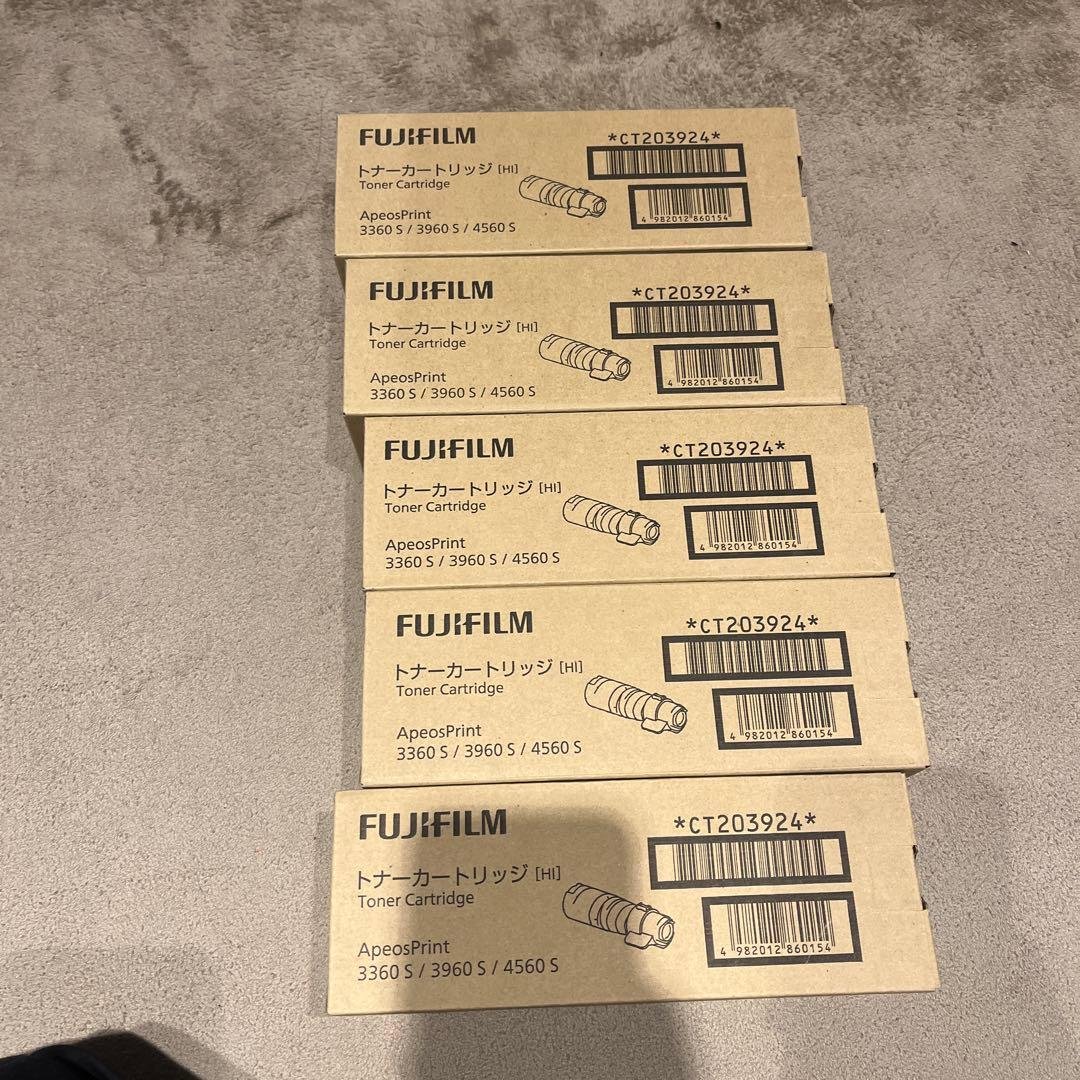 FUJIFILM
*CT203924*
トナーカートリッジ [HI]
Toner Cartridge
ApeosPrint
3360 S / 3960 S / 4560 S
4 982012 860154
FUJIFILM
*CT203924*
トナーカートリッジ [HI]
Toner Cartridge
ApeosPrint
3360 S / 3960 S / 4560 S
4 982012 860154
FUJIFILM
*CT203924*
トナーカートリッジ [HI]
Toner Cartridge
ApeosPrint
3360 S / 3960 S / 4560 S
4 982012 860154
FUJIFILM
*CT203924*
トナーカートリッジ [HI]
Toner Cartridge
ApeosPrint
3360 S / 3960 S / 4560 S
4 982012 860154
FUJIFILM
*CT203924*
トナーカートリッジ [HI]
Toner Cartridge
ApeosPrint
3360 S / 3960 S / 4560 S
4 982012 860154